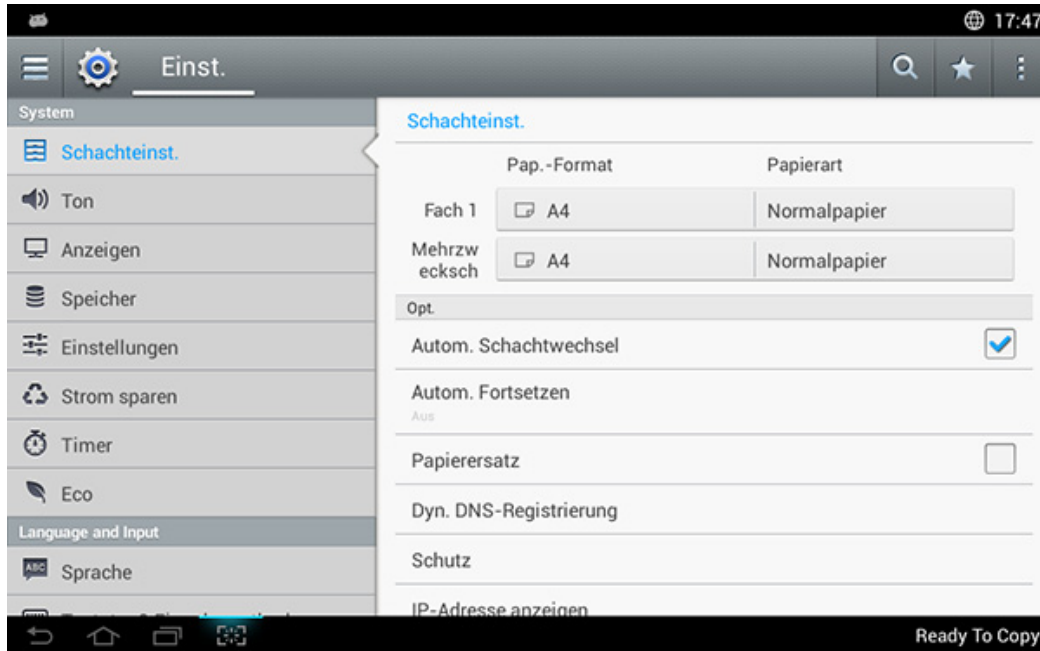 17:47
Einst.
System
Schachteinst.
Ton
Anzeigen
Speicher
Einstellungen
Strom sparen
Timer
Eco
Language and Input
ABC
Sprache
Schachteinst.
Pap.-Format Papierart
Fach 1 A4 Normalpapier
Mehrzw
ecksch A4 Normalpapier
Opt.
Autom. Schachtwechsel
Autom. Fortsetzen
Aus
Papierersatz
Dyn. DNS-Registrierung
Schutz
IP-Adresse anzeigen
Ready To Copy